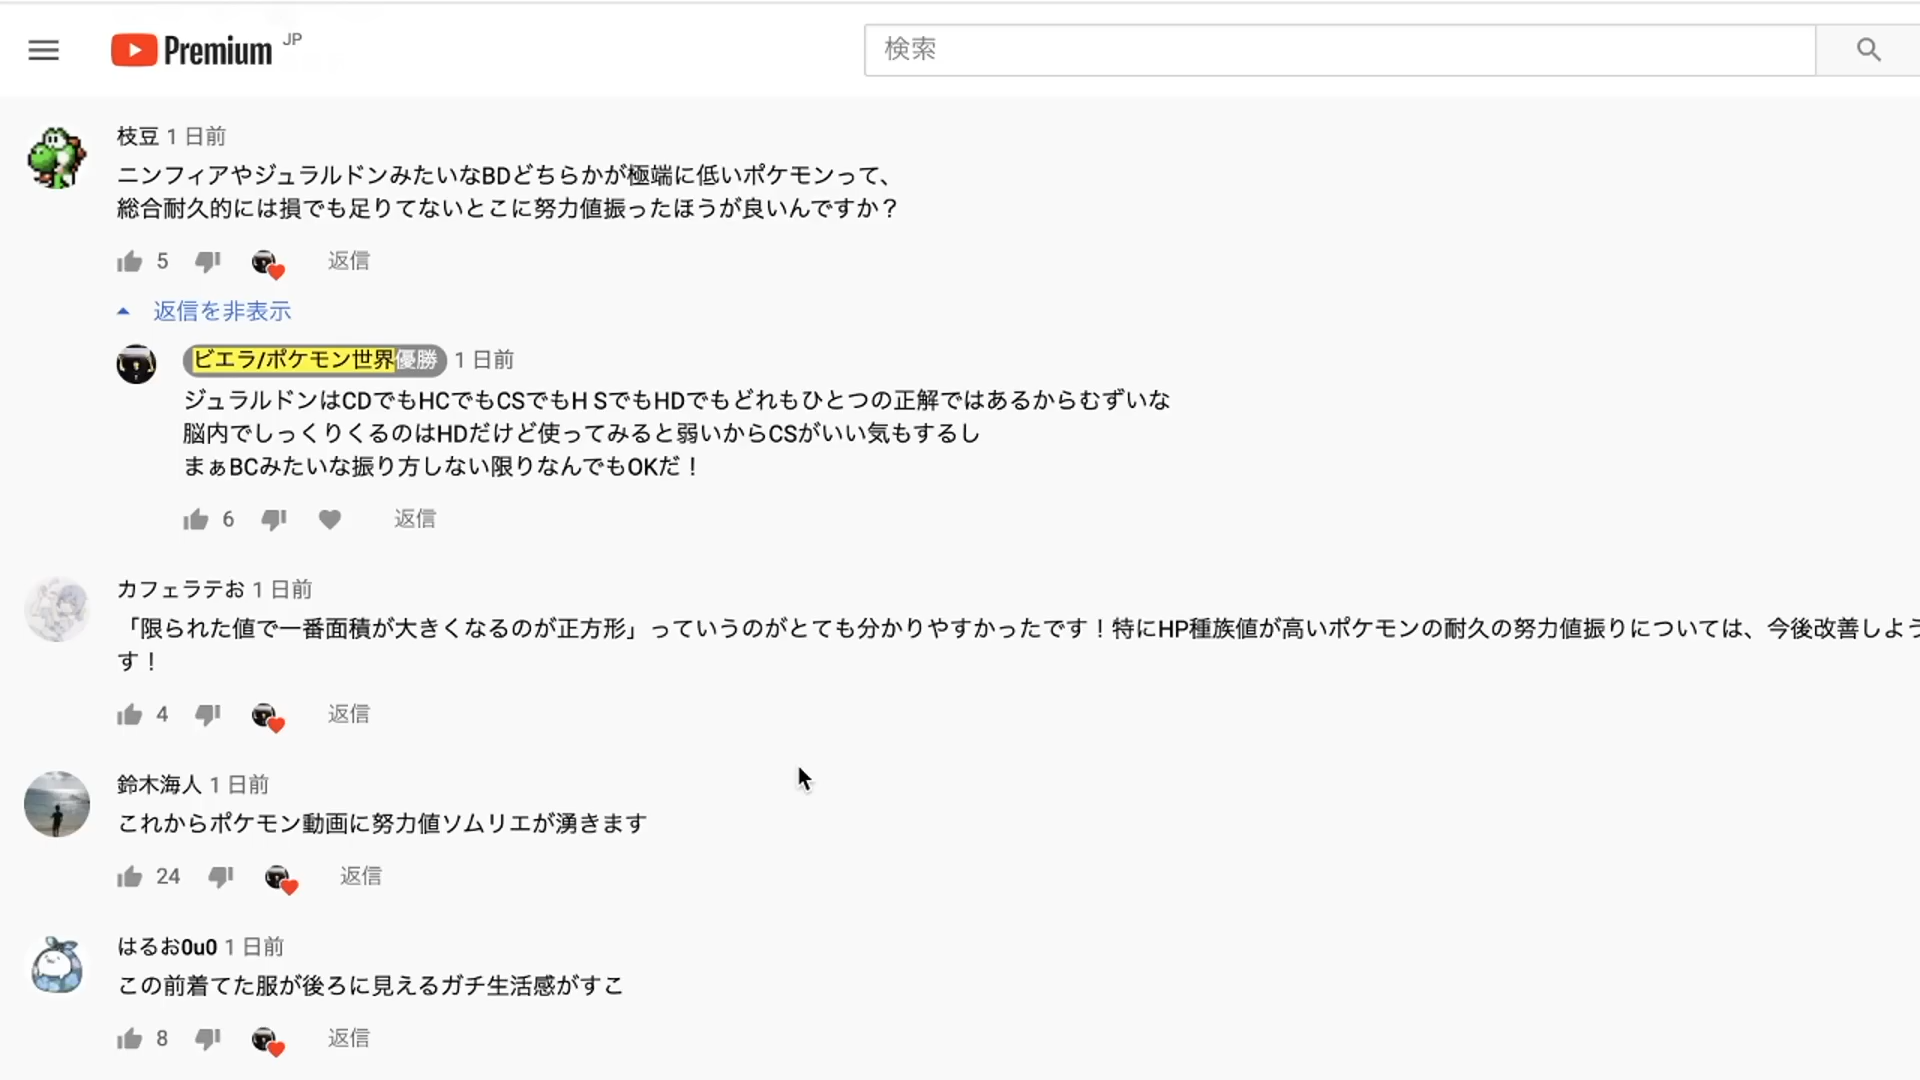 Premium JP
検索
枝豆 1 日前
ニンフィアやジュラルドンみたいなBDどちらかが極端に低いポケモンって、
総合耐久的には損でも足りてないとこに努力値振ったほうが良いんですか？
5 返信
返信を非表示
ビエラ/ポケモン世界優勝 1 日前
ジュラルドンはCDでもHCでもCSでもH SでもHDでもどれもひとつの正解ではあるからむずいな
脳内でしっくりくるのはHDだけど使ってみると弱いからCSがいい気もするし
まぁBCみたいな振り方しない限りなんでもOKだ！
6 返信
カフェラテお 1 日前
「限られた値で一番面積が大きくなるのが正方形」っていうのがとても分かりやすかったです！特にHP種族値が高いポケモンの耐久の努力値振りについては、今後改善しよう
す！
4 返信
鈴木海人 1 日前
これからポケモン動画に努力値ソムリエが湧きます
24 返信
はるお0u0 1 日前
この前着てた服が後ろに見えるガチ生活感がすこ
8 返信